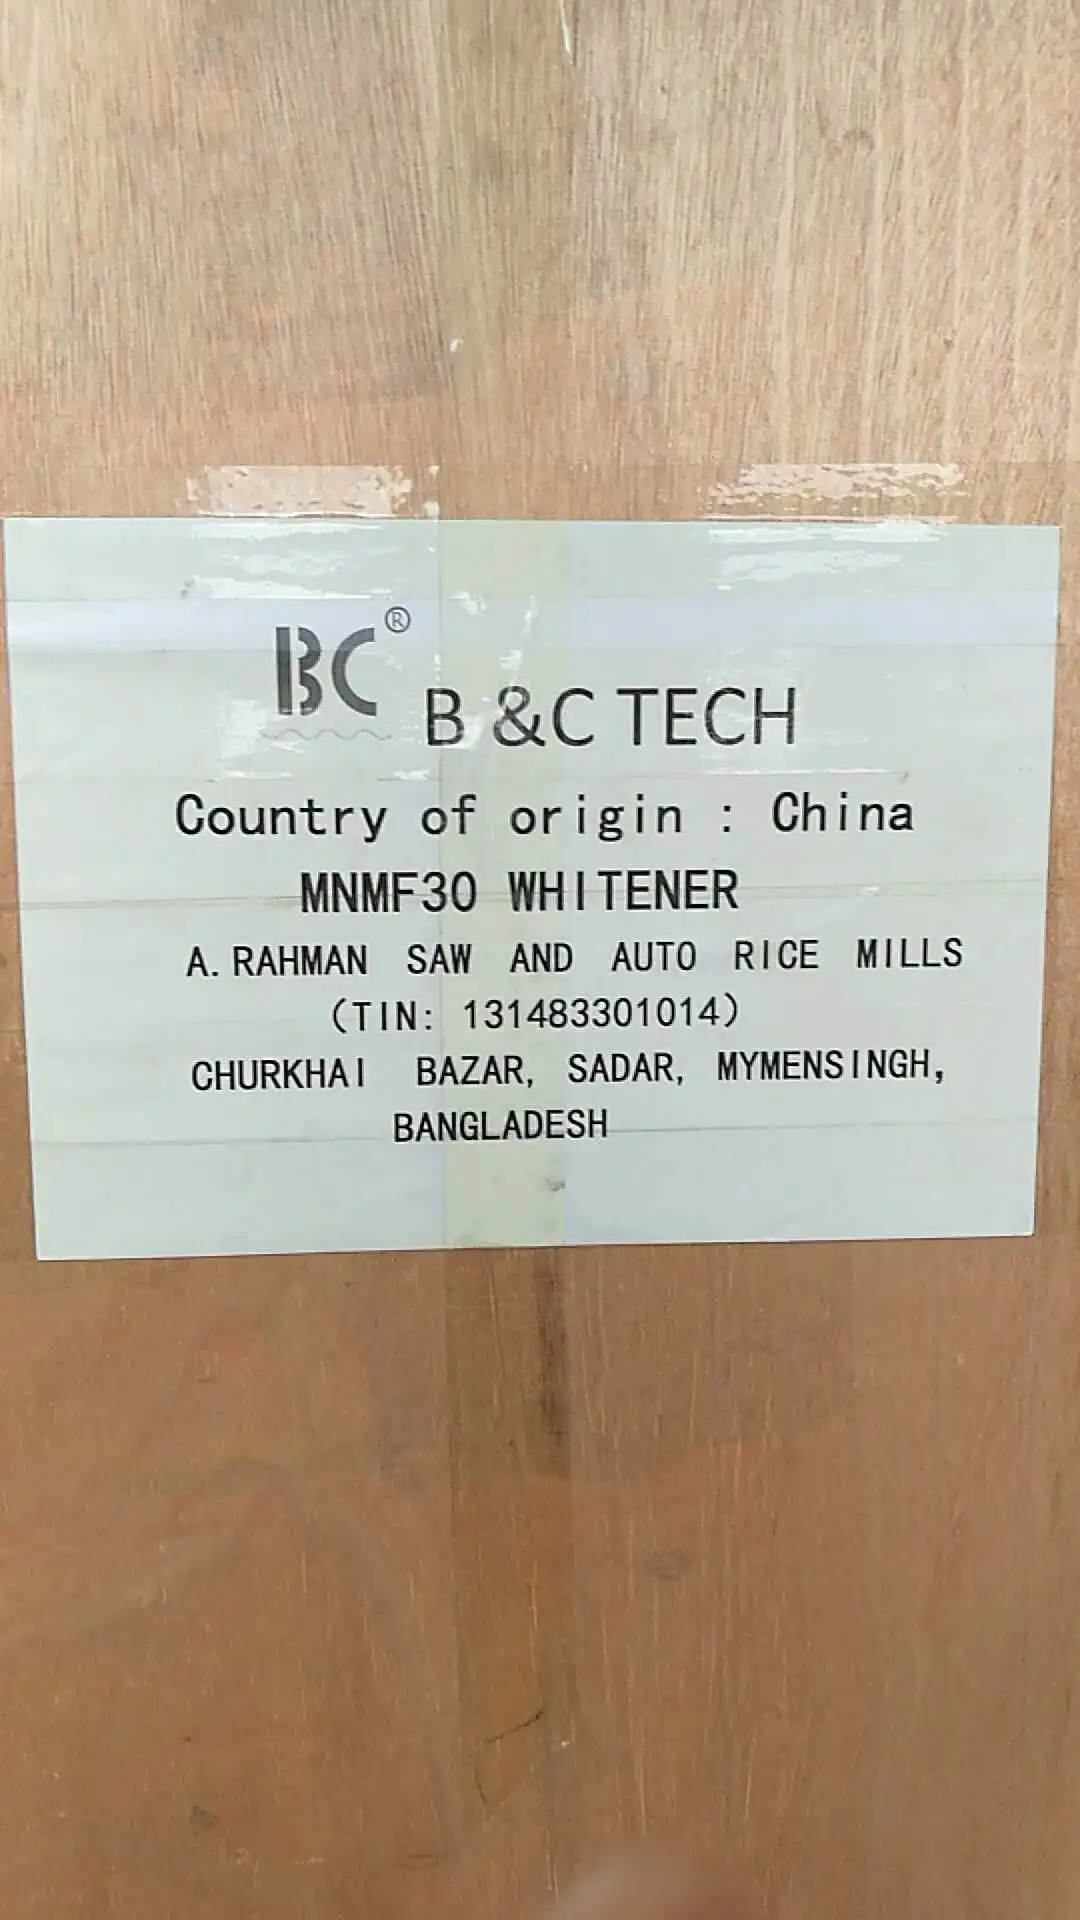 BC®
B &C TECH
Country of origin : China
MNMF30 WHITENER
A. RAHMAN SAW AND AUTO RICE MILLS
(TIN: 131483301014)
CHURKHAI BAZAR, SADAR, MYMENSINGH,
BANGLADESH